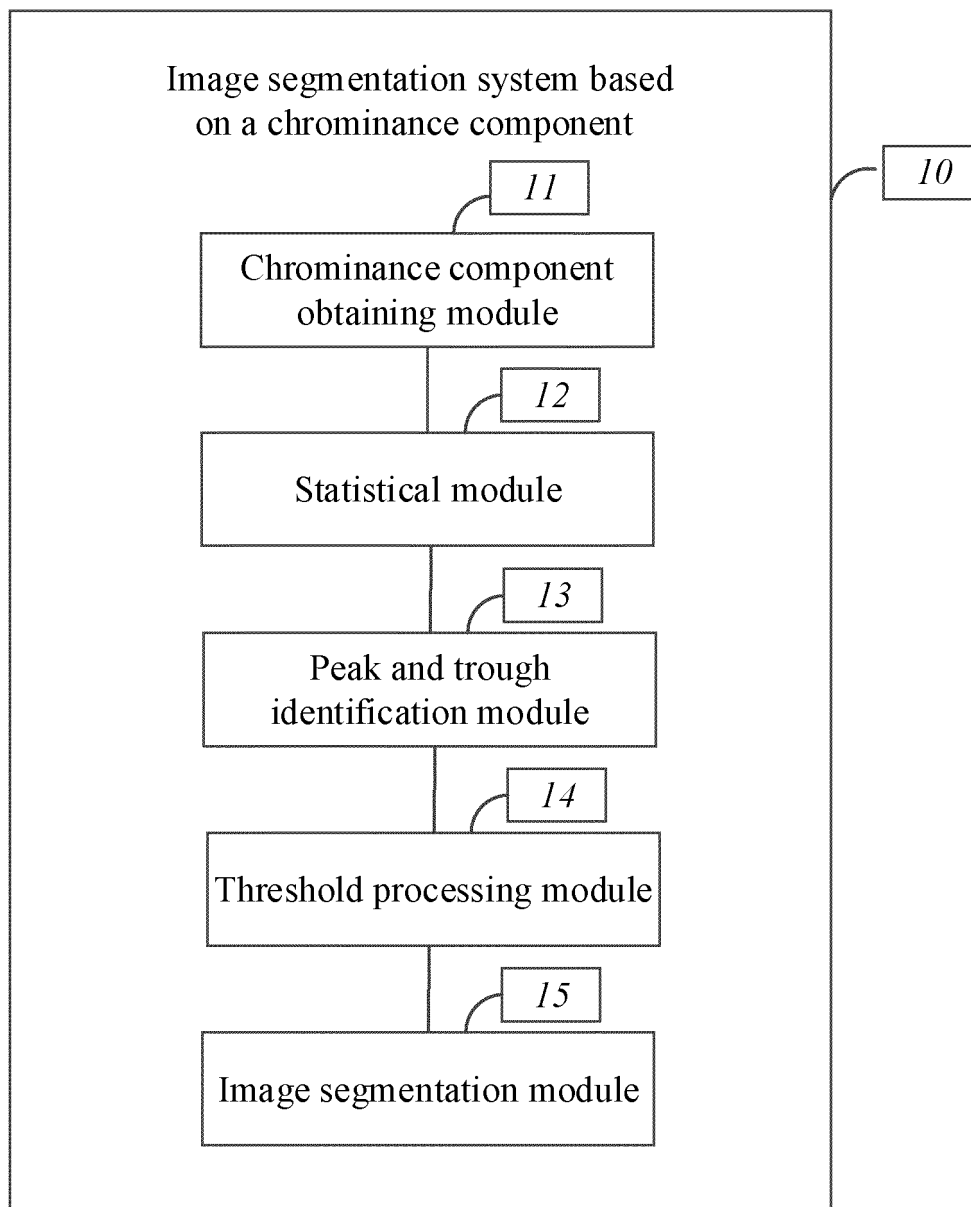 Image segmentation system based
on a chrominance component
10
11
Chrominance component
obtaining module
12
Statistical module
13
Peak and trough
identification module
14
Threshold processing module
15
Image segmentation module